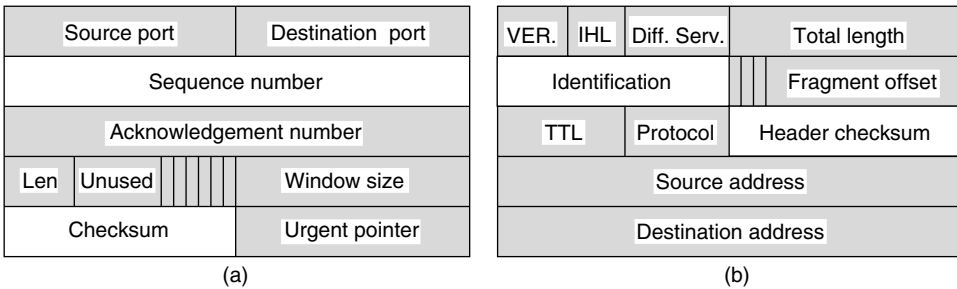 Source port Destination port
Sequence number
Acknowledgement number
Len Unused Window size
Checksum Urgent pointer
(a)
VER. IHL Diff. Serv. Total length
Identification Fragment offset
TTL Protocol Header checksum
Source address
Destination address
(b)